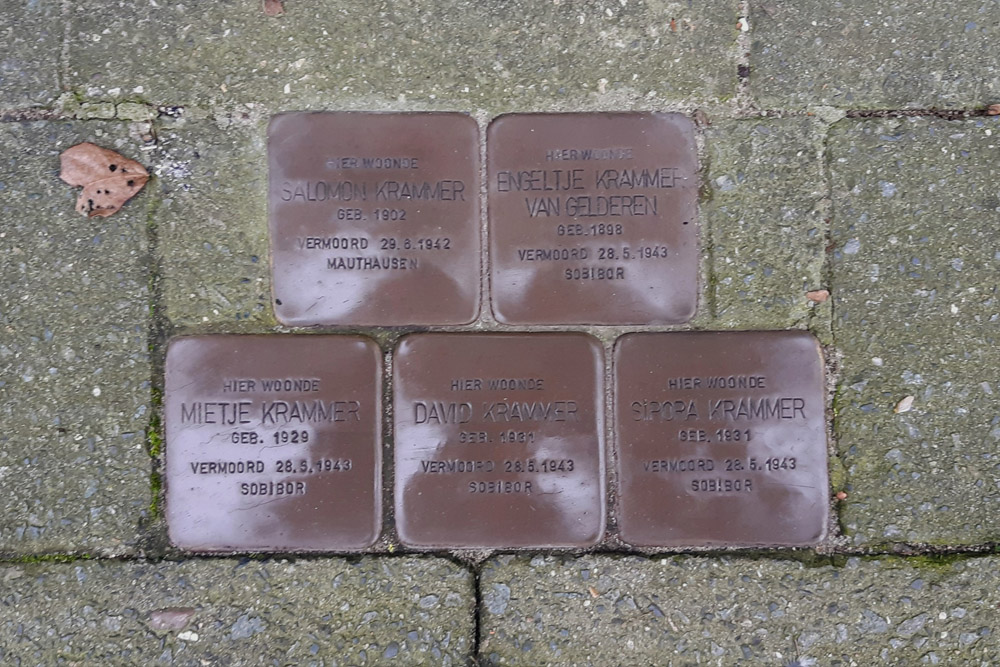 HIER WOONDE
SALOMON KRAMMER
GEB. 1902
VERMOORD 29.8.1942
MAUTHAUSEN
HIER WOONDE
ENGELTJE KRAMMER-
VAN GELDEREN
GEB. 1898
VERMOORD 28.5.1943
SOBIBOR
HIER WOONDE
MIETJE KRAMMER
GEB. 1929
VERMOORD 28.5.1943
SOBIBOR
HIER WOONDE
DAVID KRAMMER
GEB. 1931
VERMOORD 28.5.1943
SOBIBOR
HIER WOONDE
SIPORA KRAMMER
GEB. 1931
VERMOORD 28.5.1943
SOBIBOR